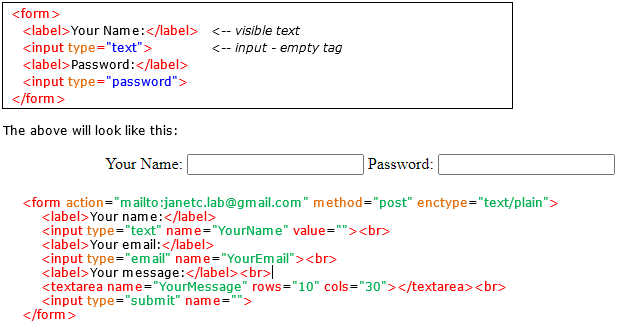 <form>
<label>Your Name:</label> <-- visible text
<input type="text"> <-- input - empty tag
<label>Password:</label>
<input type="password">
</form>
The above will look like this:
Your Name: Password:
<form action="mailto:janetc.lab@gmail.com" method="post" enctype="text/plain">
<label>Your name:</label>
<input type="text" name="YourName" value=""><br>
<label>Your email:</label>
<input type="email" name="YourEmail"><br>
<label>Your message:</label><br>
<textarea name="YourMessage" rows="10" cols="30"></textarea><br>
<input type="submit" name="">
</form>